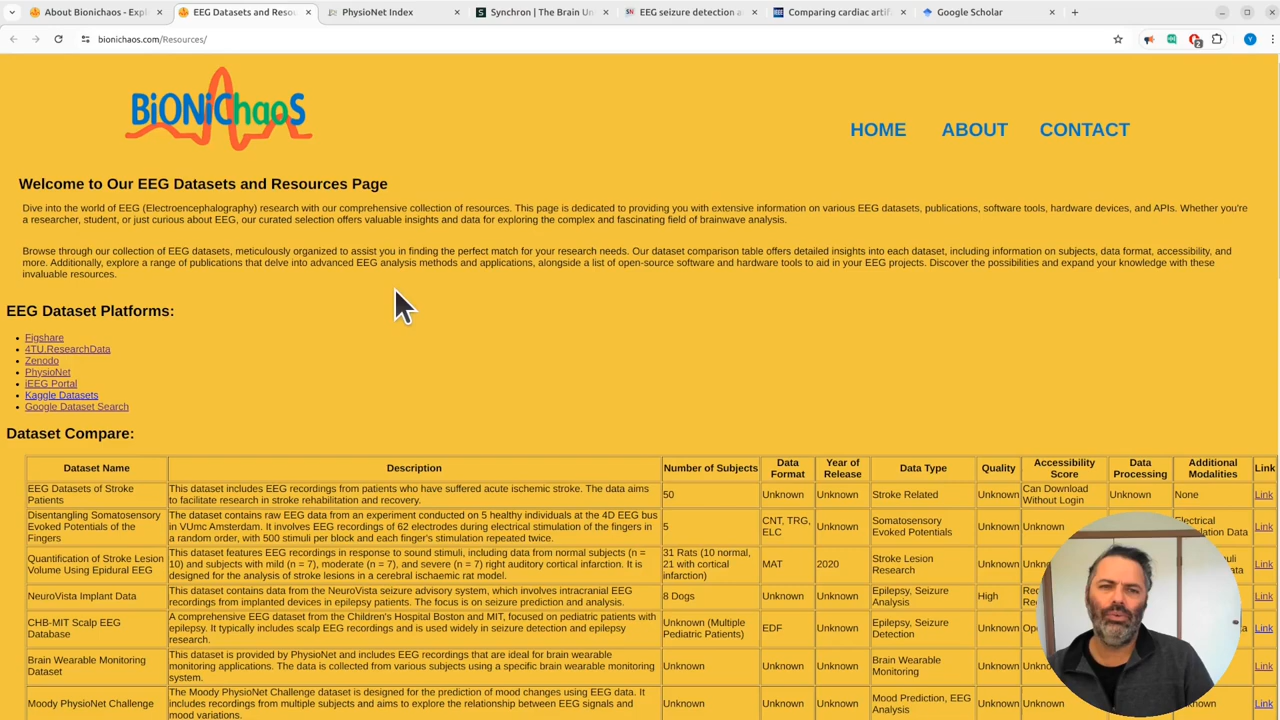 About Bionichaos - Expl
EEG Datasets and Resou
PhysioNet Index
Synchron | The Brain Un
EEG seizure detection a
Comparing cardiac artif
Google Scholar
bionichaos.com/Resources/
2
Y
BiONiChaoS
HOME
ABOUT
CONTACT
Welcome to Our EEG Datasets and Resources Page
Dive into the world of EEG (Electroencephalography) research with our comprehensive collection of resources. This page is dedicated to providing you with extensive information on various EEG datasets, publications, software tools, hardware devices, and APIs. Whether you're
a researcher, student, or just curious about EEG, our curated selection offers valuable insights and data for exploring the complex and fascinating field of brainwave analysis.
Browse through our collection of EEG datasets, meticulously organized to assist you in finding the perfect match for your research needs. Our dataset comparison table offers detailed insights into each dataset, including information on subjects, data format, accessibility, and
more. Additionally, explore a range of publications that delve into advanced EEG analysis methods and applications, alongside a list of open-source software and hardware tools to aid in your EEG projects. Discover the possibilities and expand your knowledge with these
invaluable resources.
EEG Dataset Platforms:
Figshare
4TU.ResearchData
Zenodo
PhysioNet
iEEG Portal
Kaggle Datasets
Google Dataset Search
Dataset Compare:
Dataset Name
Description
Number of Subjects
Data
Format
Year of
Release
Data Type
Quality
Accessibility
Score
Data
Processing
Additional
Modalities
Link
EEG Datasets of Stroke
Patients
This dataset includes EEG recordings from patients who have suffered acute ischemic stroke. The data aims
to facilitate research in stroke rehabilitation and recovery.
50
Unknown
Unknown
Stroke Related
Unknown
Can Download
Without Login
Unknown
None
Link
Disentangling Somatosensory
Evoked Potentials of the
Fingers
The dataset contains raw EEG data from an experiment conducted on 5 healthy individuals at the 4D EEG bus
in VUmc Amsterdam. It involves EEG recordings of 62 electrodes during electrical stimulation of the fingers in
a random order, with 500 stimuli per block and each finger's stimulation repeated twice.
5
CNT, TRG,
ELC
Unknown
Somatosensory
Evoked Potentials
Unknown
Unknown
Link
Quantification of Stroke Lesion
Volume Using Epidural EEG
This dataset features EEG recordings in response to sound stimuli, including data from normal subjects (n =
10) and subjects with mild (n = 7), moderate (n = 7), and severe (n = 7) right auditory cortical infarction. It is
designed for the analysis of stroke lesions in a cerebral ischaemic rat model.
31 Rats (10 normal,
21 with cortical
infarction)
MAT
2020
Stroke Lesion
Research
Unknown
Link
NeuroVista Implant Data
This dataset contains data from the NeuroVista seizure advisory system, which involves intracranial EEG
recordings from implanted devices in epilepsy patients. The focus is on seizure prediction and analysis.
8 Dogs
Unknown
Unknown
Epilepsy, Seizure
Analysis
High
Link
CHB-MIT Scalp EEG
Database
A comprehensive EEG dataset from the Children's Hospital Boston and MIT, focused on pediatric patients with
epilepsy. It typically includes scalp EEG recordings and is used widely in seizure detection and epilepsy
research.
Unknown (Multiple
Pediatric Patients)
EDF
Unknown
Epilepsy, Seizure
Detection
Unknown
Link
Brain Wearable Monitoring
Dataset
This dataset is provided by PhysioNet and includes EEG recordings that are ideal for brain wearable
monitoring applications. The data is collected from various subjects using a specific brain wearable monitoring
system.
Unknown
Unknown
Unknown
Brain Wearable
Monitoring
Unknown
Link
Moody PhysioNet Challenge
The Moody PhysioNet Challenge dataset is designed for the prediction of mood changes using EEG data. It
includes recordings from multiple subjects and aims to explore the relationship between EEG signals and
mood variations.
Unknown
Unknown
Unknown
Mood Prediction, EEG
Analysis
Unknown
Link